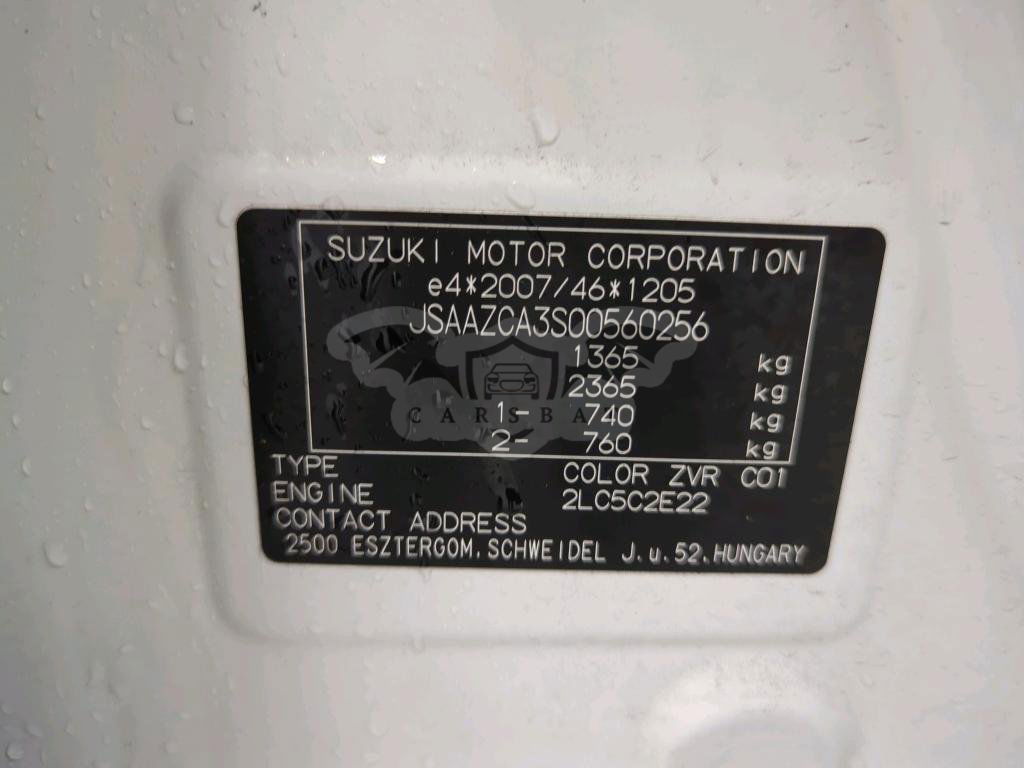 SUZUKI MOTOR CORPORATION
e4*2007/46*1205
JSAAZCA3S00560256
1365 kg
2365 kg
1- 740 kg
2- 760 kg
TYPE COLOR ZVR C01
ENGINE 2LC5C2E22
CONTACT ADDRESS
2500 ESZTERGOM, SCHWEIDEL J. u. 52. HUNGARY
CARSBA